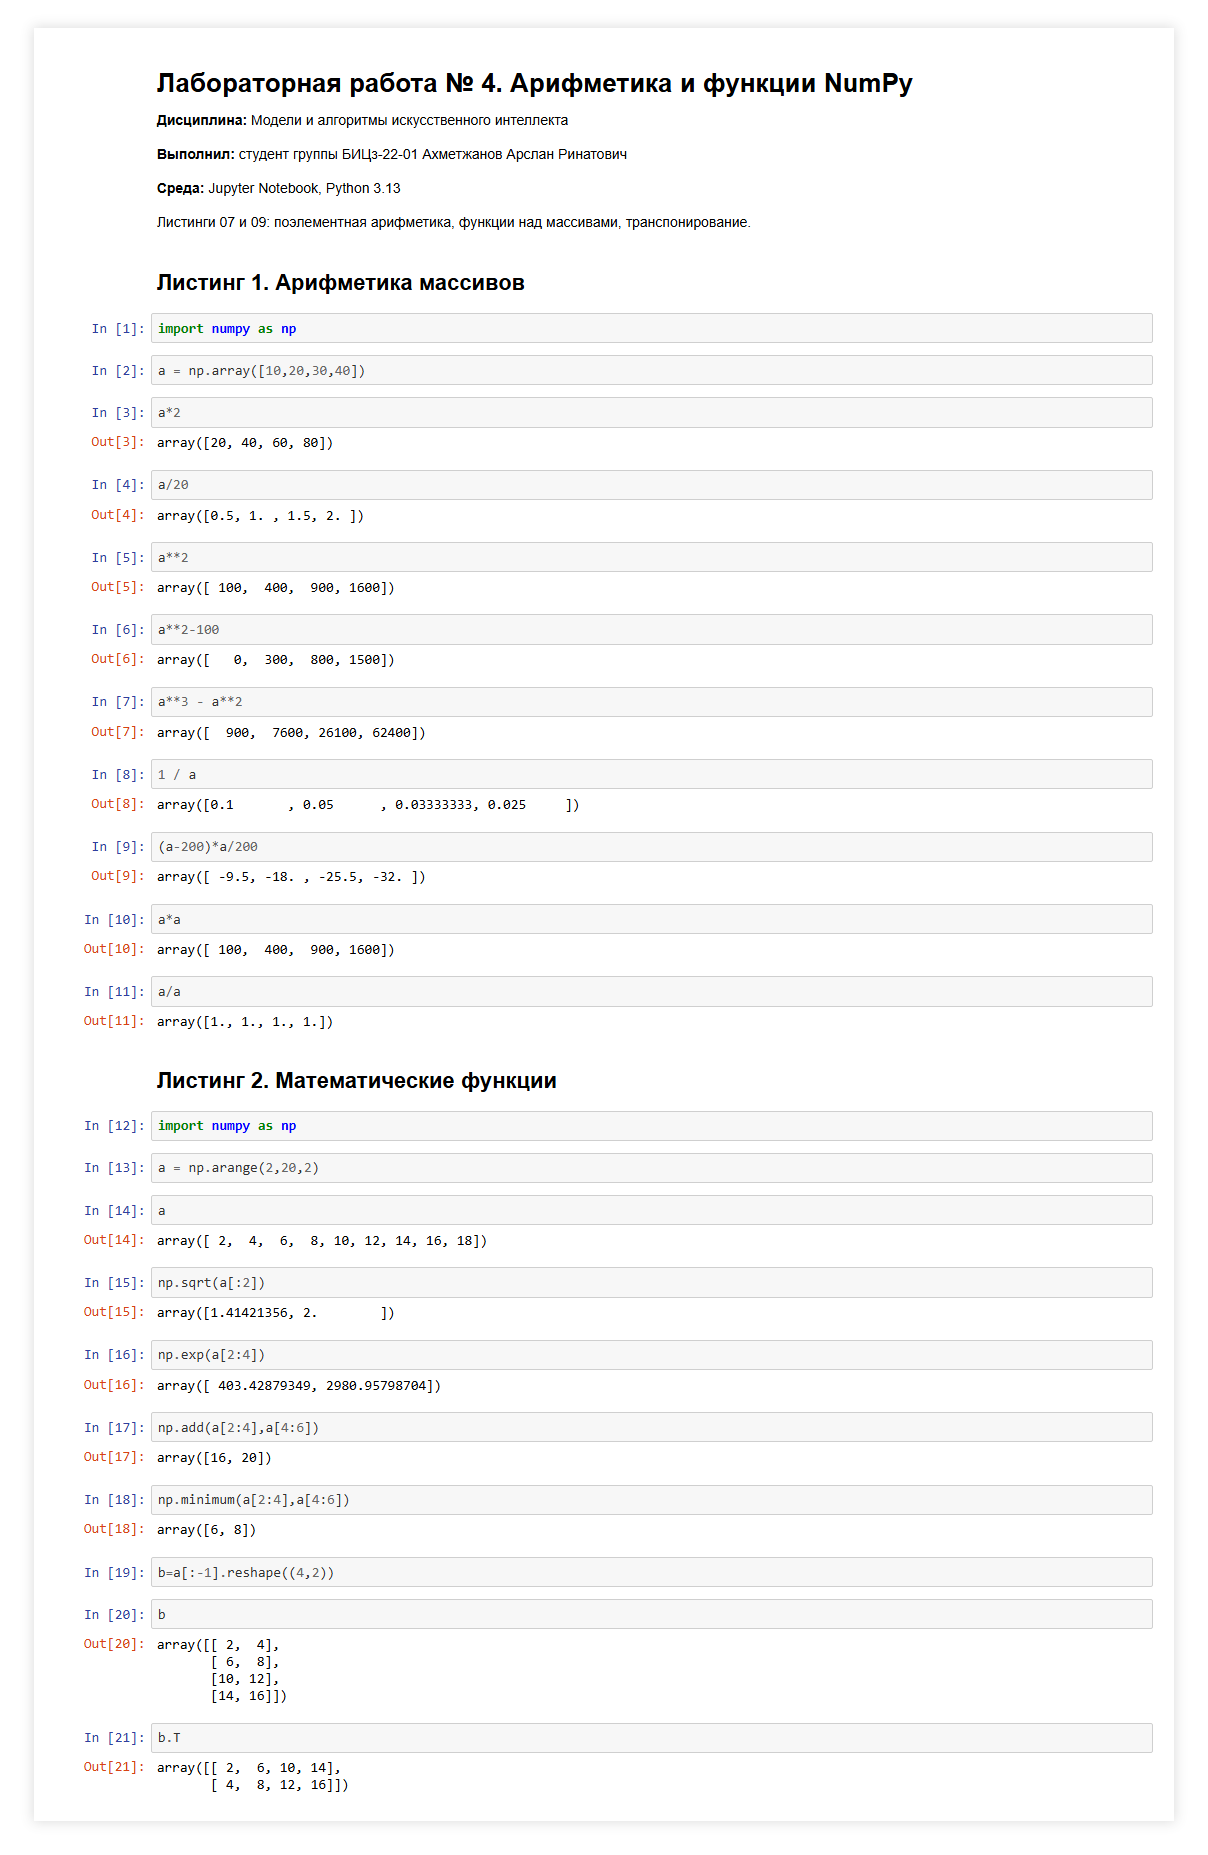 Лабораторная работа № 4. Арифметика и функции NumPy
Дисциплина: Модели и алгоритмы искусственного интеллекта
Выполнил: студент группы БИЦз-22-01 Ахметжанов Арслан Ринатович
Среда: Jupyter Notebook, Python 3.13
Листинги 07 и 09: поэлементная арифметика, функции над массивами, транспонирование.
Листинг 1. Арифметика массивов
In [1]: import numpy as np
In [2]: a = np.array([10,20,30,40])
In [3]: a*2
Out[3]: array([20, 40, 60, 80])
In [4]: a/20
Out[4]: array([0.5, 1. , 1.5, 2. ])
In [5]: a**2
Out[5]: array([ 100,  400,  900, 1600])
In [6]: a**2-100
Out[6]: array([   0,  300,  800, 1500])
In [7]: a**3 - a**2
Out[7]: array([  900,  7600, 26100, 62400])
In [8]: 1 / a
Out[8]: array([0.1       , 0.05      , 0.03333333, 0.025     ])
In [9]: (a-200)*a/200
Out[9]: array([ -9.5, -18. , -25.5, -32. ])
In [10]: a*a
Out[10]: array([ 100,  400,  900, 1600])
In [11]: a/a
Out[11]: array([1., 1., 1., 1.])
Листинг 2. Математические функции
In [12]: import numpy as np
In [13]: a = np.arange(2,20,2)
In [14]: a
Out[14]: array([ 2,  4,  6,  8, 10, 12, 14, 16, 18])
In [15]: np.sqrt(a[:2])
Out[15]: array([1.41421356, 2.        ])
In [16]: np.exp(a[2:4])
Out[16]: array([ 403.42879349, 2980.95798704])
In [17]: np.add(a[2:4],a[4:6])
Out[17]: array([16, 20])
In [18]: np.minimum(a[2:4],a[4:6])
Out[18]: array([6, 8])
In [19]: b=a[:-1].reshape((4,2))
In [20]: b
Out[20]: array([[ 2,  4],
[ 6,  8],
[10, 12],
[14, 16]])
In [21]: b.T
Out[21]: array([[ 2,  6, 10, 14],
[ 4,  8, 12, 16]])